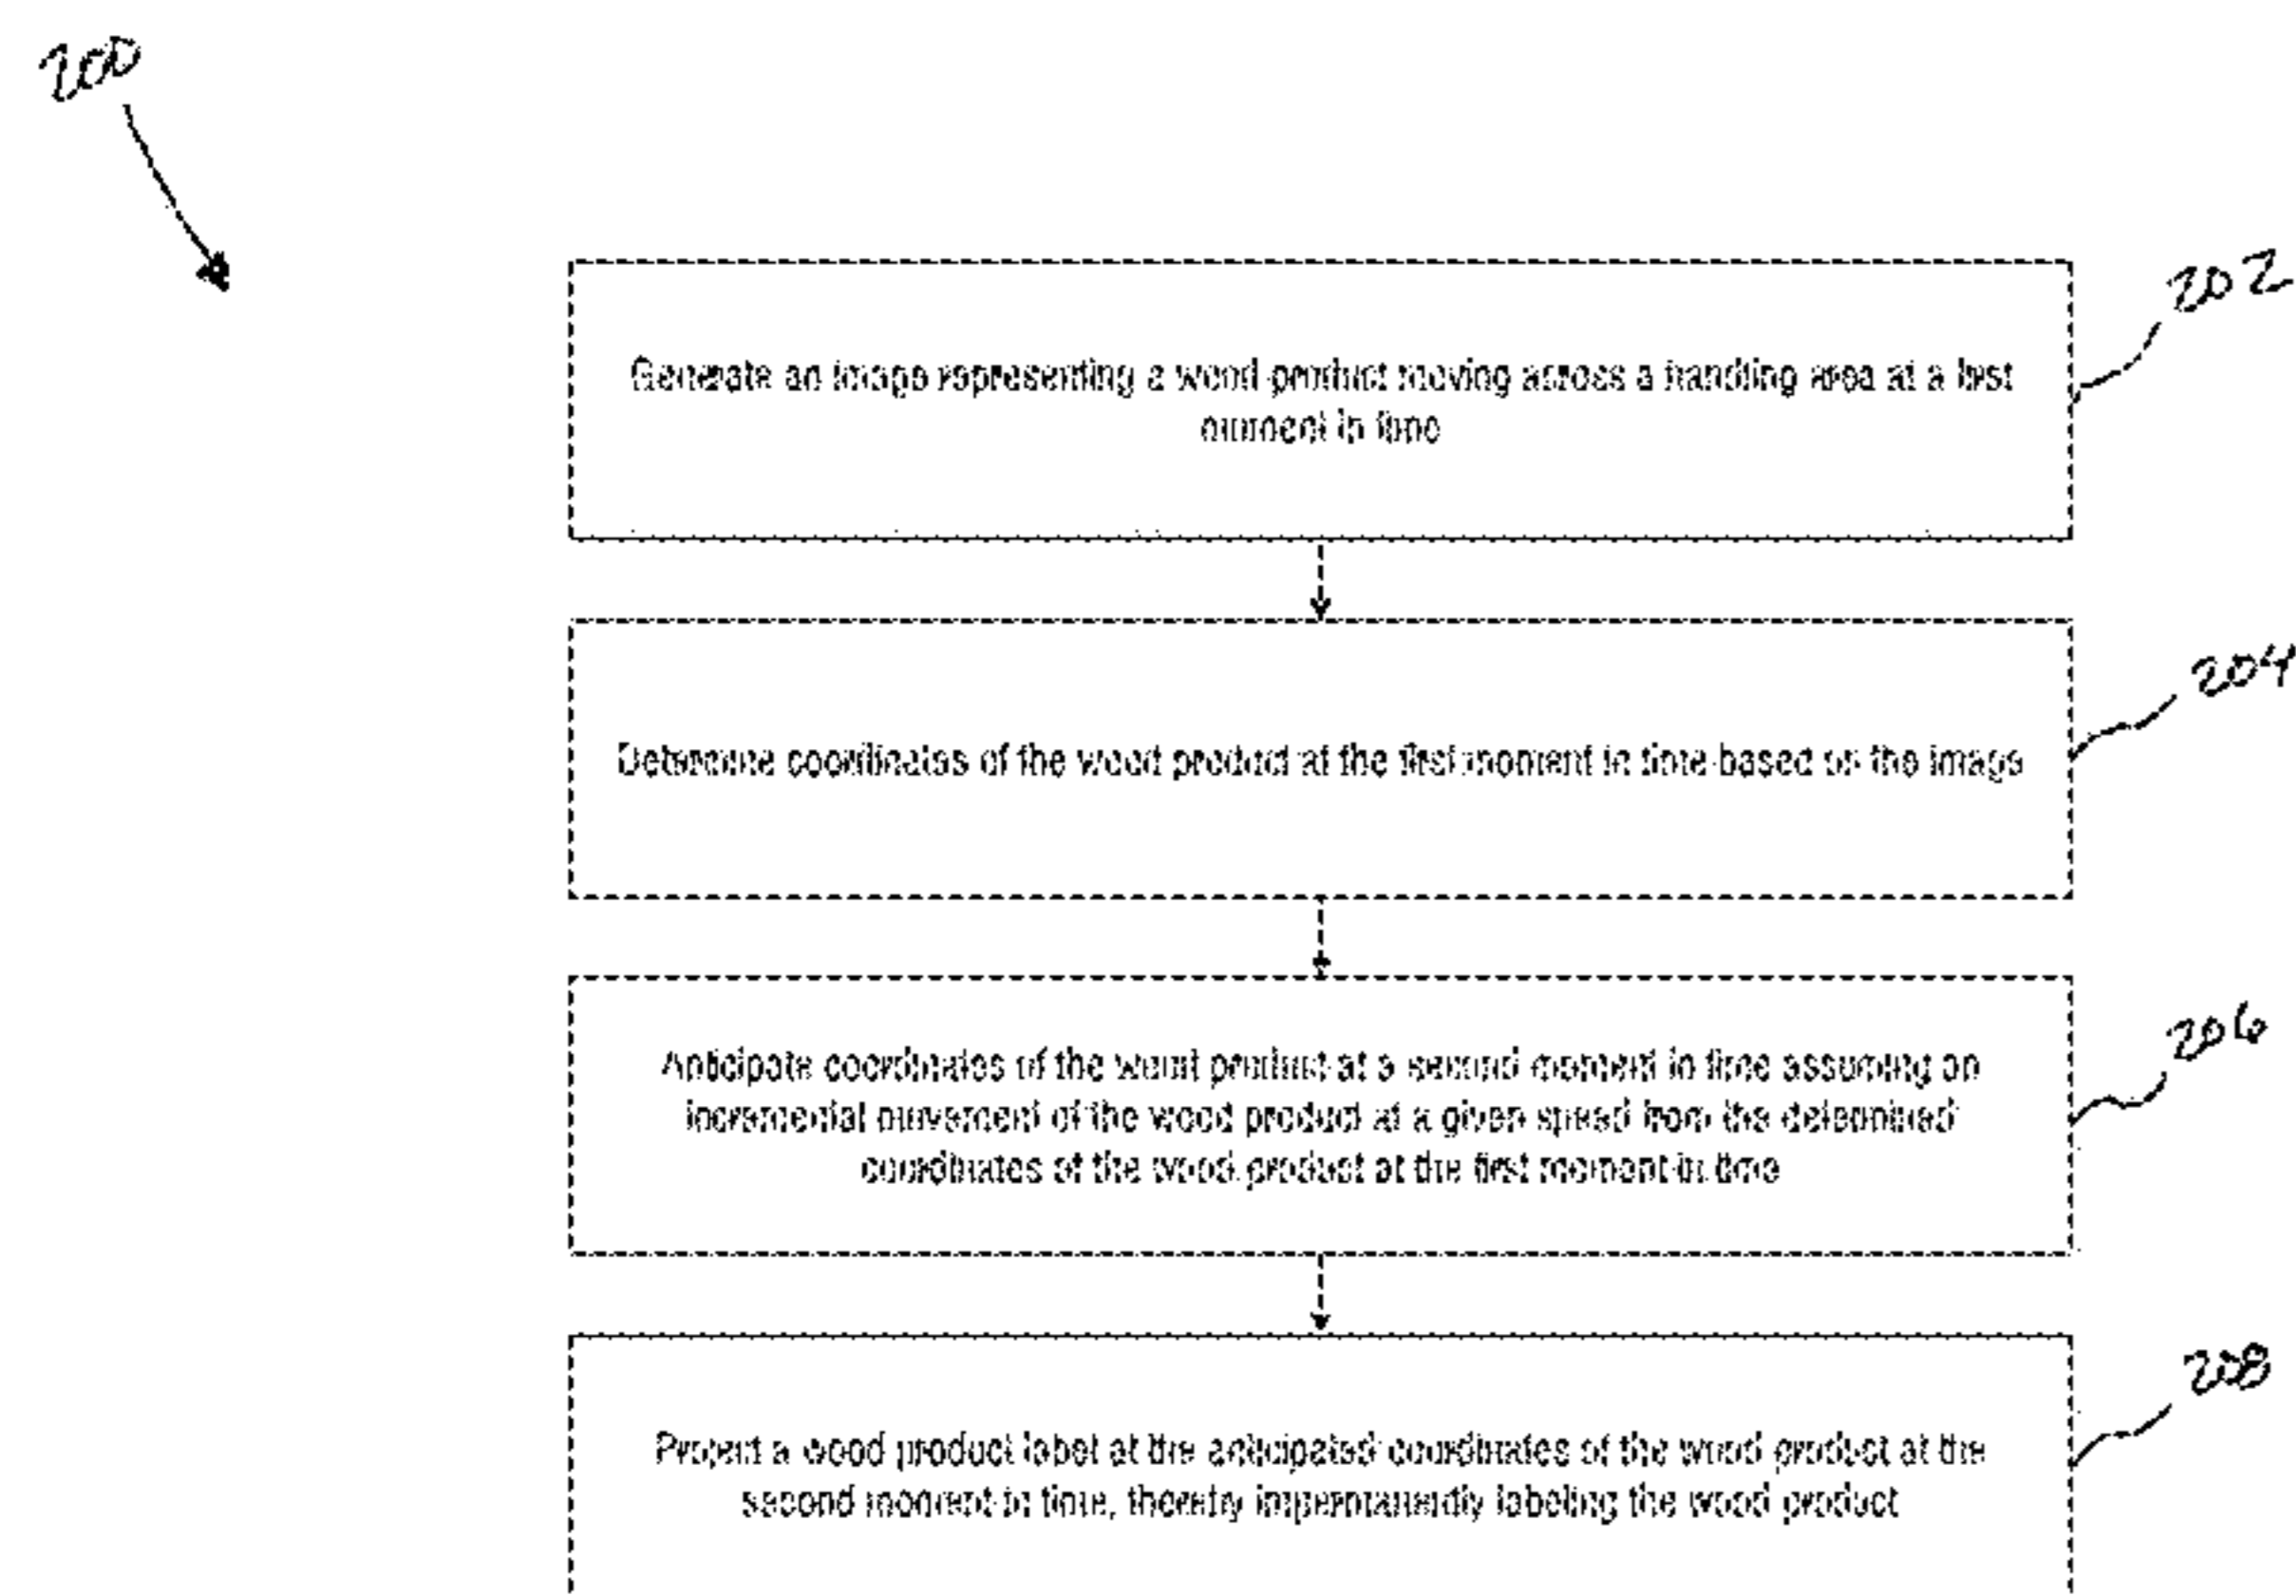 200
202
Generate an image representing a wood product moving across a handling area at a first
moment in time
204
Determine coordinates of the wood product at the first moment in time based on the image
206
Anticipate coordinates of the wood product at a second moment in time assuming an
incremental movement of the wood product at a given speed from the determined
coordinates of the wood product at the first moment in time
208
Project a wood product label at the anticipated coordinates of the wood product at the
second moment in time, thereby impermanently labeling the wood product